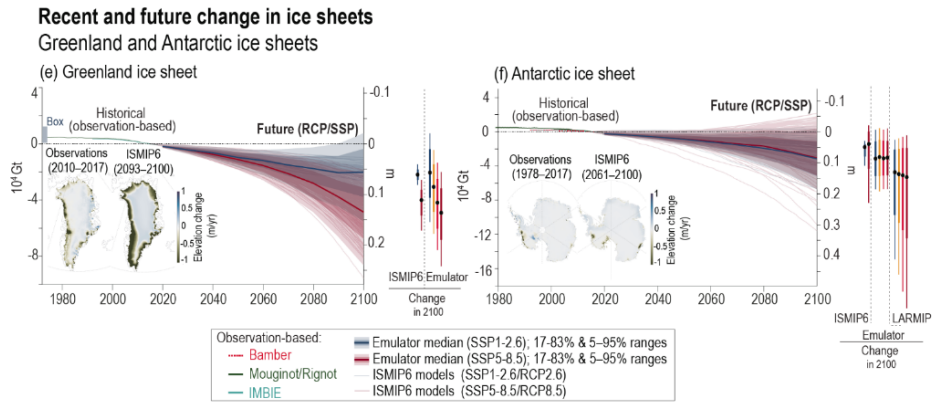 Recent and future change in ice sheets
Greenland and Antarctic ice sheets
(e) Greenland ice sheet
4
0
-4
-8
10⁴ Gt
Box
Historical
(observation-based)
Future (RCP/SSP)
Observations
(2010–2017)
ISMIP6
(2093–2100)
1
0.5
0
-0.5
-1
Elevation change
(m/yr)
1980
2000
2020
2040
2060
2080
2100
-0.1
0
0.1
0.2
m
ISMIP6
Emulator
Change
in 2100
(f) Antarctic ice sheet
4
0
-4
-8
-12
-16
10⁴ Gt
Historical
(observation-based)
Future (RCP/SSP)
Observations
(1978–2017)
ISMIP6
(2061–2100)
1
0.5
0
-0.5
-1
Elevation change
(m/yr)
1980
2000
2020
2040
2060
2080
2100
-0.1
0
0.1
0.2
0.3
0.4
m
ISMIP6
LARMIP
Emulator
Change
in 2100
Observation-based:
Bamber
Mouginot/Rignot
IMBIE
Emulator median (SSP1-2.6); 17-83% & 5–95% ranges
Emulator median (SSP5-8.5); 17-83% & 5–95% ranges
ISMIP6 models (SSP1-2.6/RCP2.6)
ISMIP6 models (SSP5-8.5/RCP8.5)